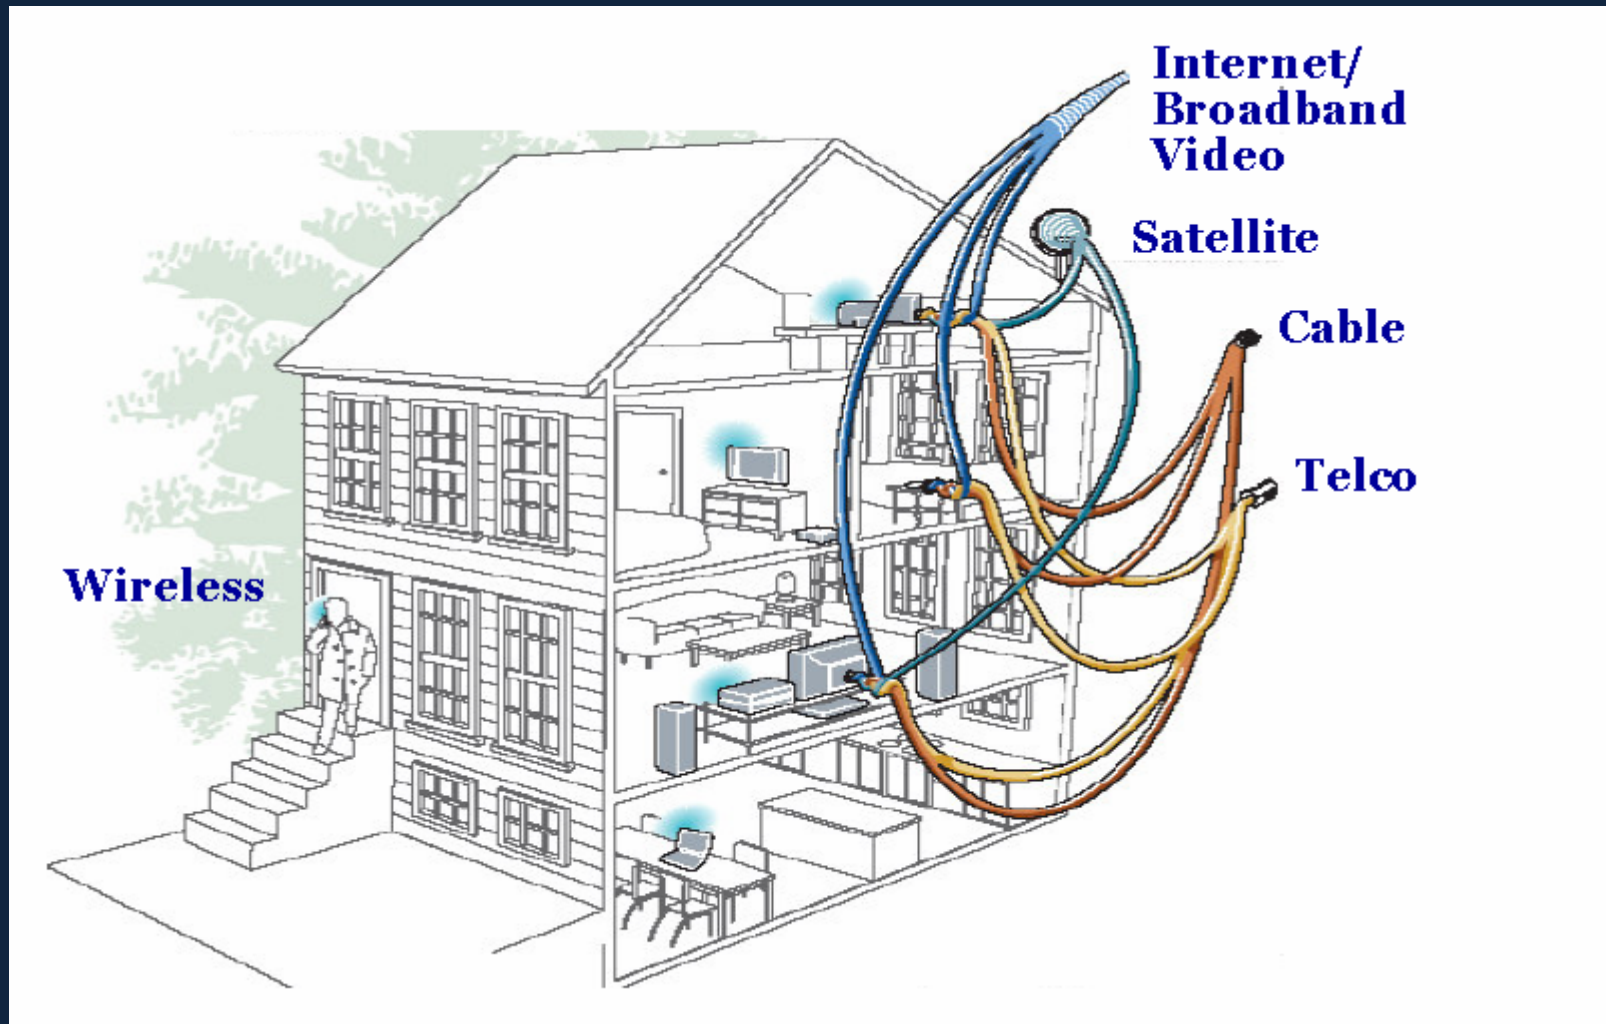 Internet/
Broadband
Video
Satellite
Cable
Telco
Wireless